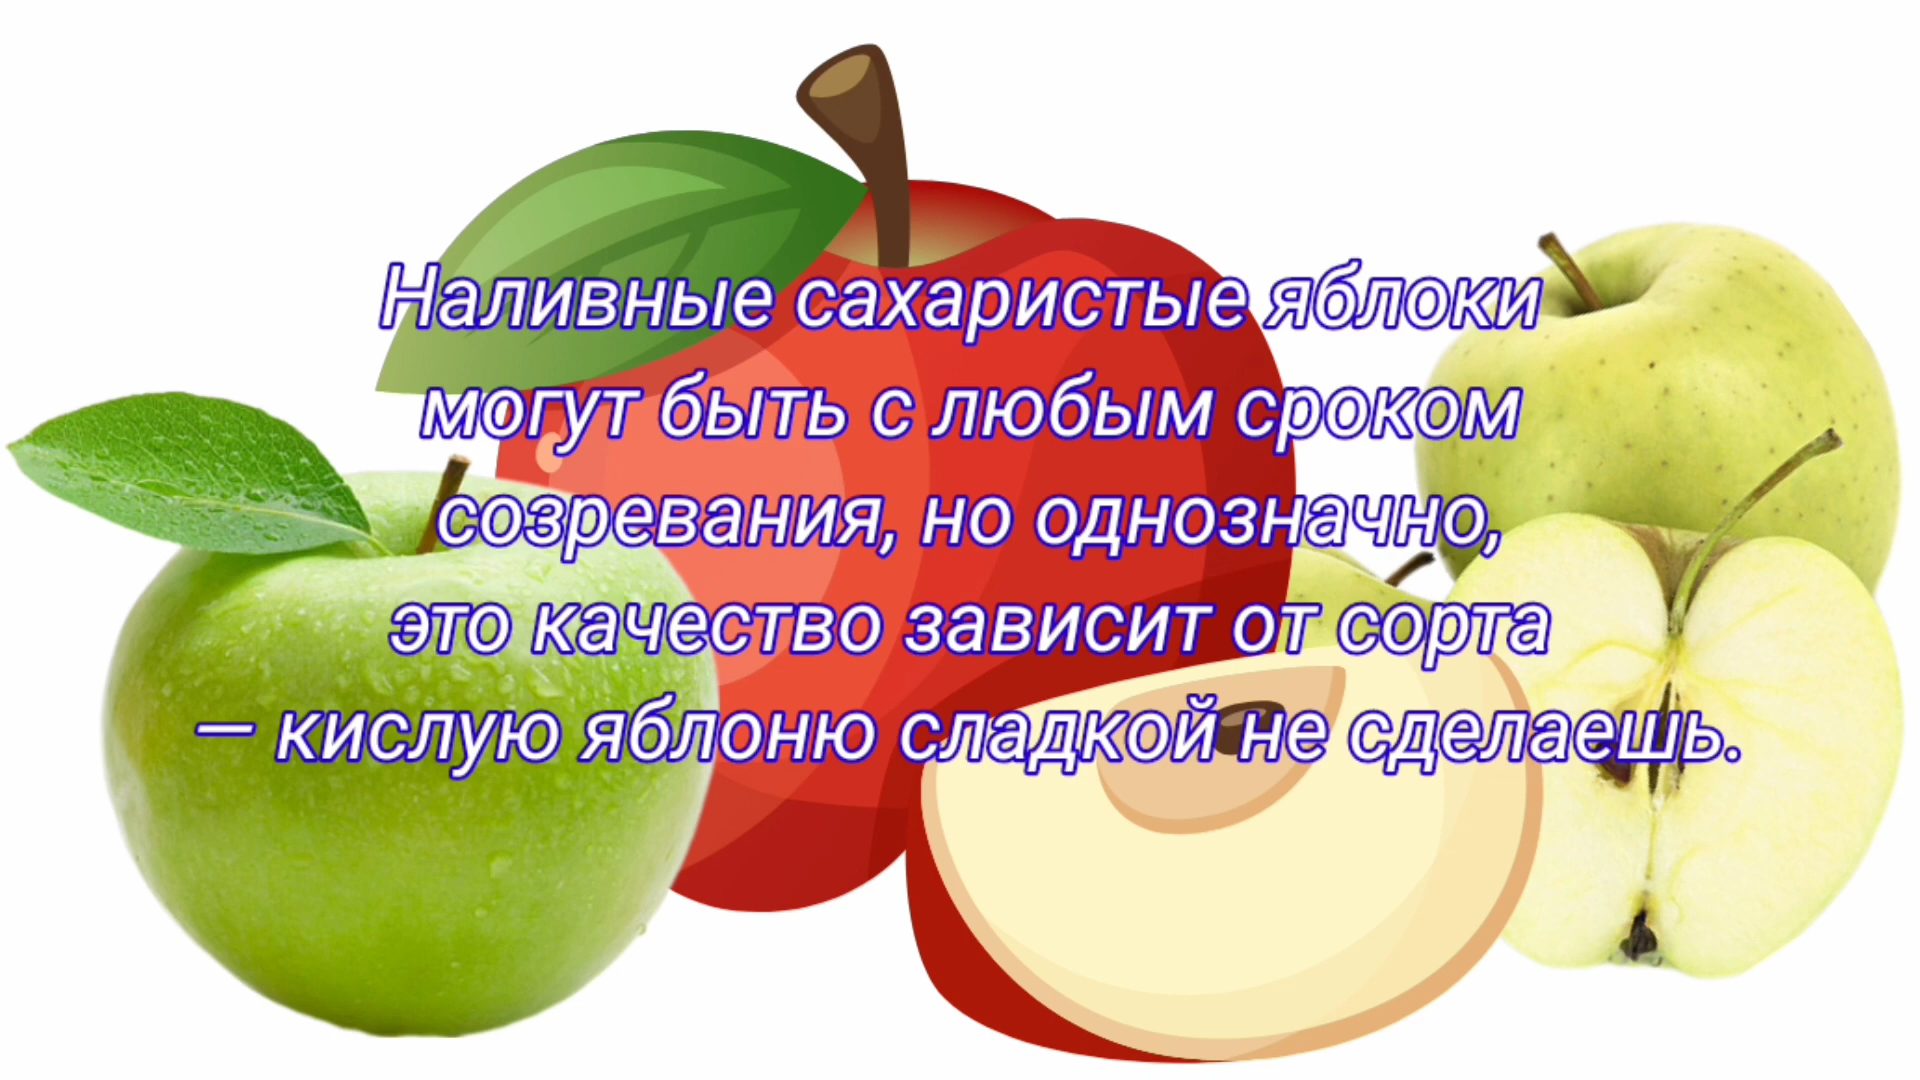 Наливные сахаристые яблоки
могут быть с любым сроком
созревания, но однозначно,
это качество зависит от сорта
— кислую яблоню сладкой не сделаешь.